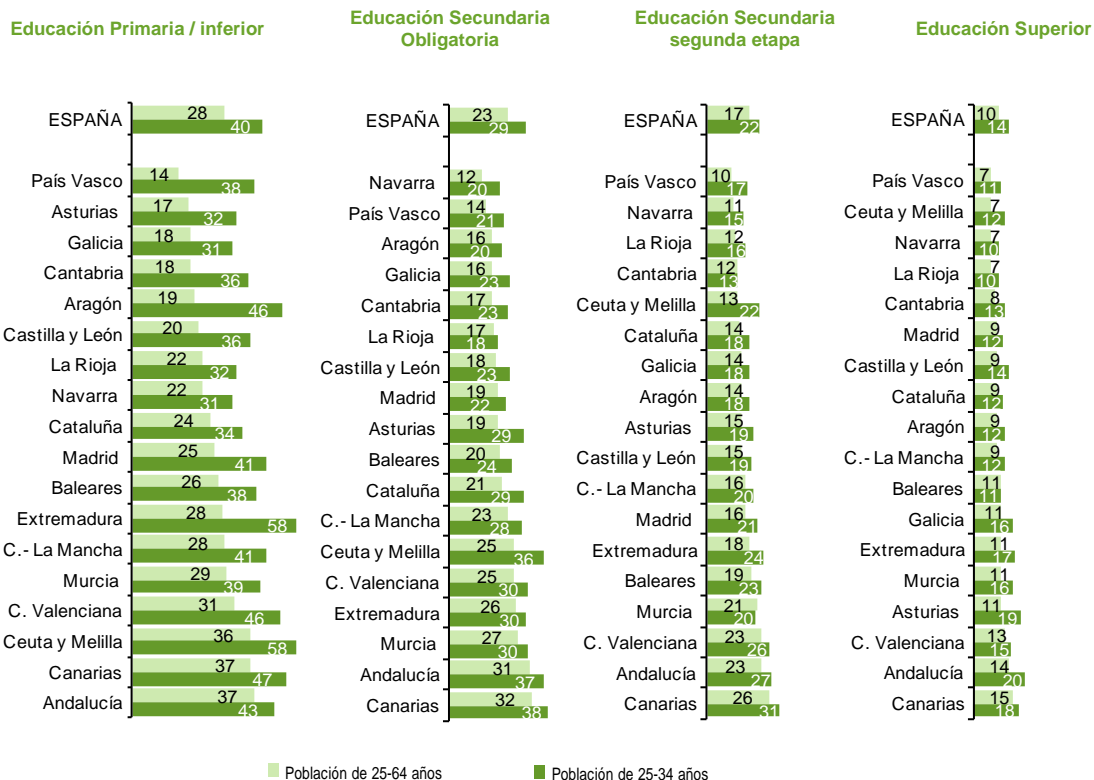 Educación Primaria / inferior
Educación Secundaria
Obligatoria
Educación Secundaria
segunda etapa
Educación Superior
ESPAÑA 28 40
País Vasco 14 38
Asturias 17 32
Galicia 18 31
Cantabria 18 36
Aragón 19 46
Castilla y León 20 36
La Rioja 22 32
Navarra 22 31
Cataluña 24 34
Madrid 25 41
Baleares 26 38
Extremadura 28 58
C.- La Mancha 28 41
Murcia 29 39
C. Valenciana 31 46
Ceuta y Melilla 36 58
Canarias 37 47
Andalucía 37 43
ESPAÑA 23 29
Navarra 12 20
País Vasco 14 21
Aragón 16 20
Galicia 16 23
Cantabria 17 23
La Rioja 17 18
Castilla y León 18 23
Madrid 19 22
Asturias 19 29
Baleares 20 24
Cataluña 21 29
C.- La Mancha 23 28
Ceuta y Melilla 25 36
C. Valenciana 25 30
Extremadura 26 30
Murcia 27 30
Andalucía 31 37
Canarias 32 38
ESPAÑA 17 22
País Vasco 10 17
Navarra 11 15
La Rioja 12 16
Cantabria 12 13
Ceuta y Melilla 13 22
Cataluña 14 18
Galicia 14 18
Aragón 14 18
Asturias 15 19
Castilla y León 15 19
C.- La Mancha 16 20
Madrid 16 21
Extremadura 18 24
Baleares 19 23
Murcia 21 20
C. Valenciana 23 26
Andalucía 23 27
Canarias 26 31
ESPAÑA 10 14
País Vasco 7 11
Ceuta y Melilla 7 12
Navarra 7 10
La Rioja 7 10
Cantabria 8 13
Madrid 9 12
Castilla y León 9 14
Cataluña 9 12
Aragón 9 12
C.- La Mancha 9 12
Baleares 11 11
Galicia 11 16
Extremadura 11 17
Murcia 11 16
Asturias 11 19
C. Valenciana 13 15
Andalucía 14 20
Canarias 15 18
Población de 25-64 años
Población de 25-34 años